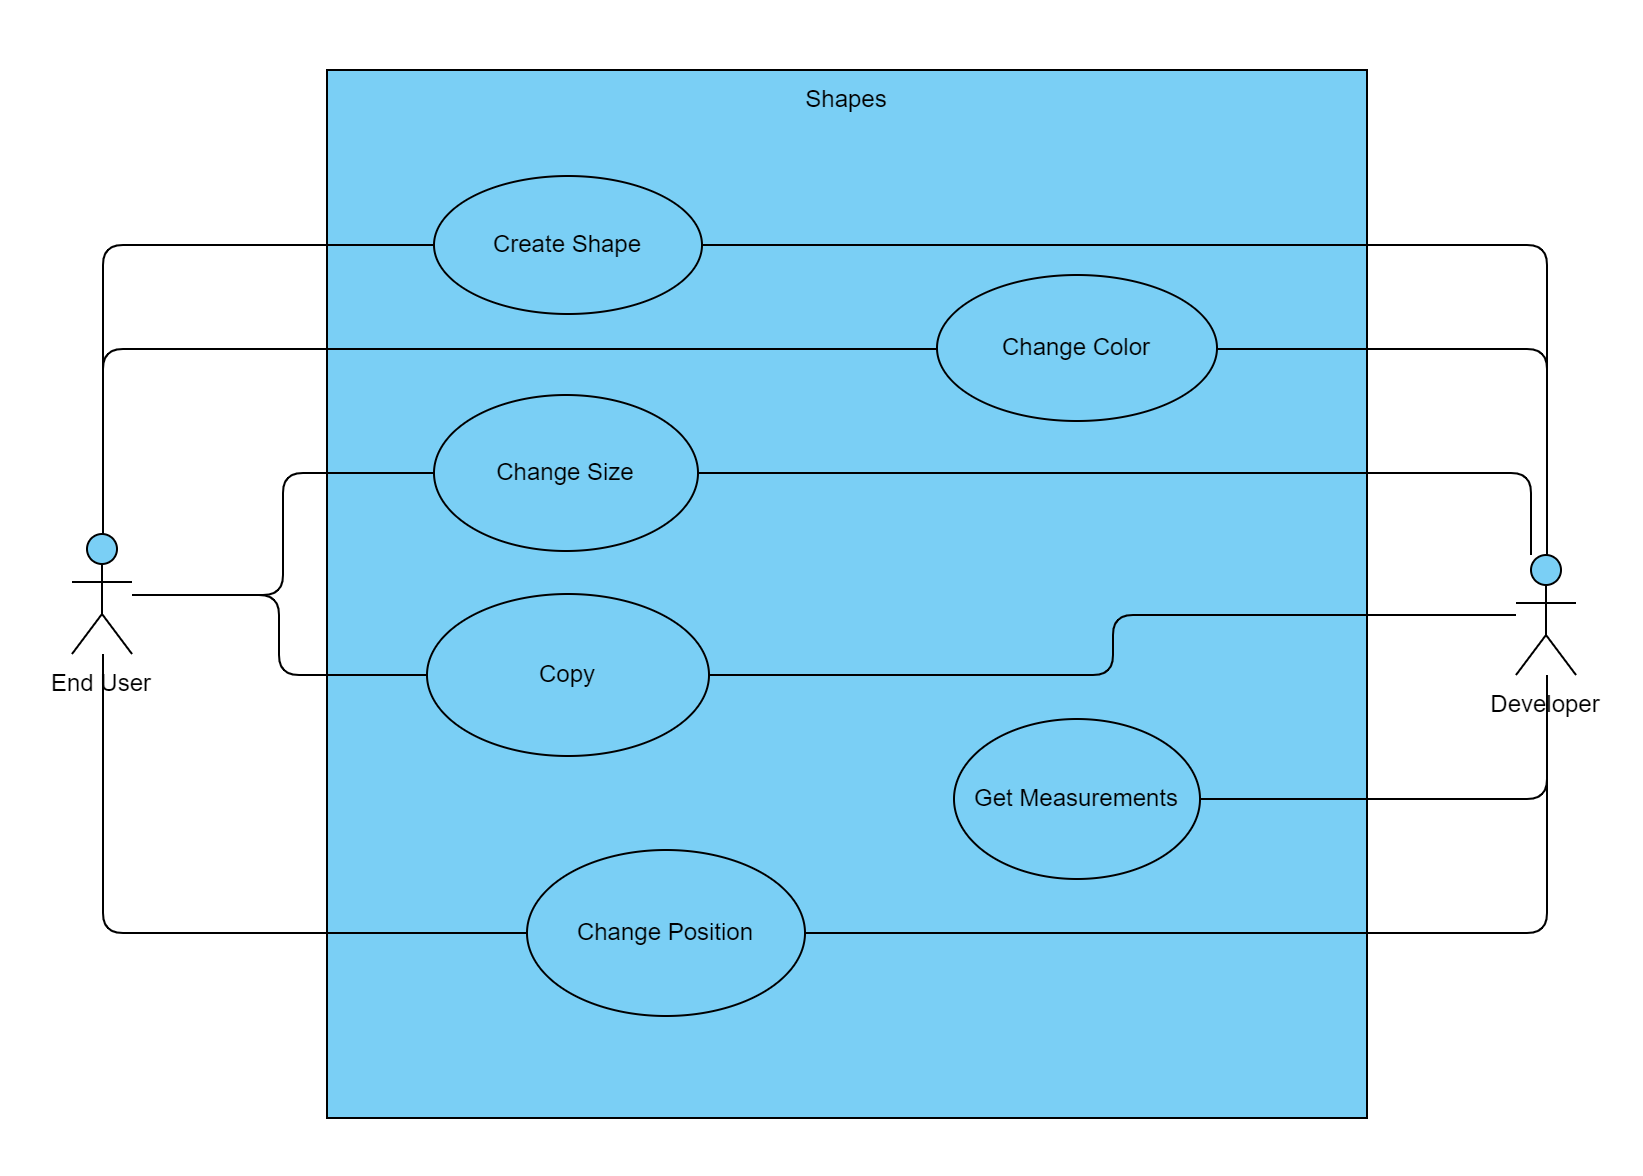 Shapes
Create Shape
Change Color
Change Size
Copy
End User
Developer
Get Measurements
Change Position